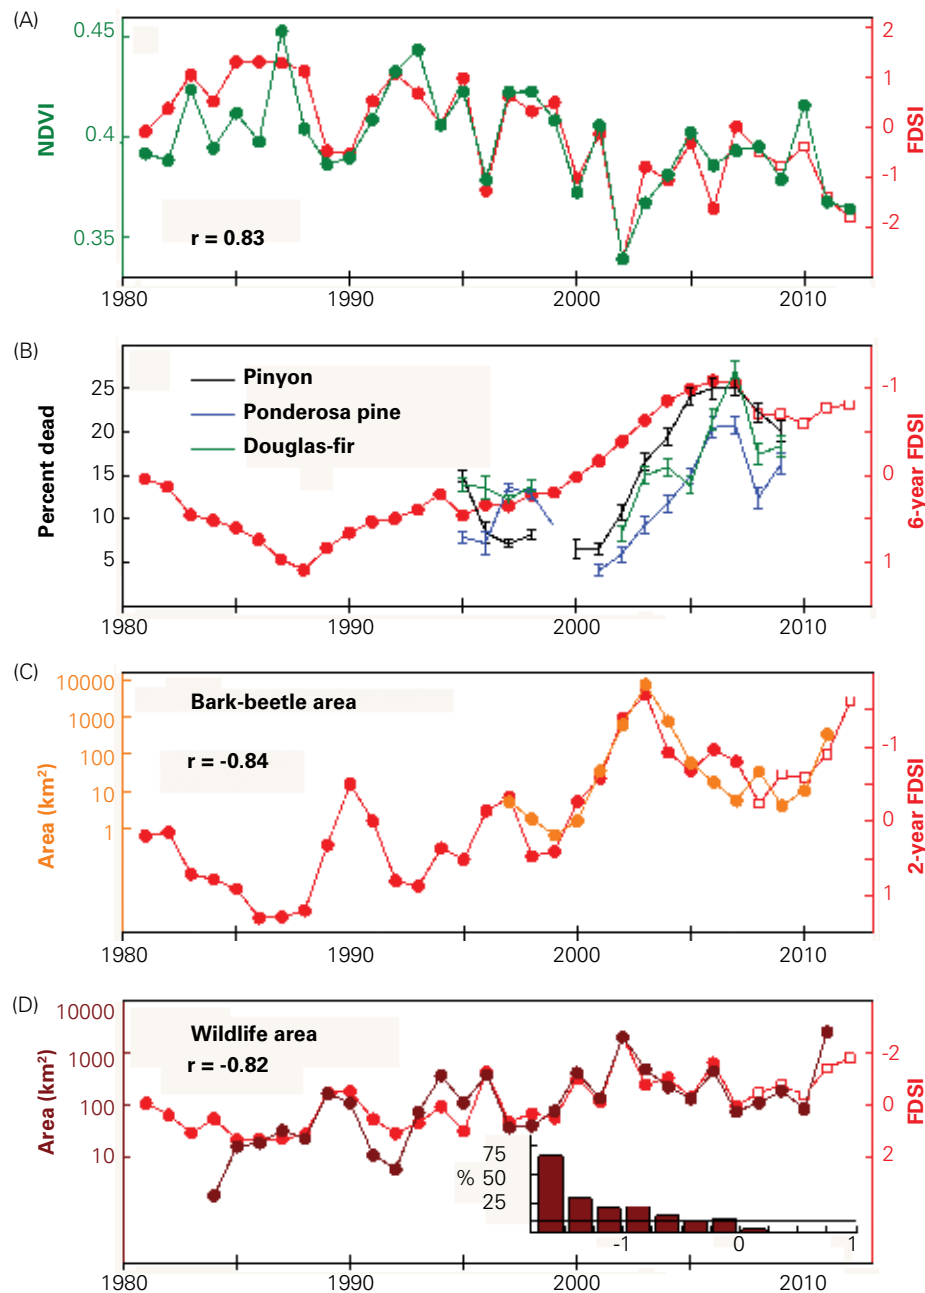 (A)
0.45
0.4
0.35
NDVI
r = 0.83
2
1
0
-1
-2
FDSI
1980
1990
2000
2010
(B)
25
20
15
10
5
Percent dead
Pinyon
Ponderosa pine
Douglas-fir
-1
0
1
6-year FDSI
1980
1990
2000
2010
(C)
10000
1000
100
10
1
Area (km²)
Bark-beetle area
r = -0.84
-1
0
1
2-year FDSI
1980
1990
2000
2010
(D)
10000
1000
100
10
Area (km²)
Wildlife area
r = -0.82
-2
0
2
FDSI
75
% 50
25
-1
0
1
1980
1990
2000
2010